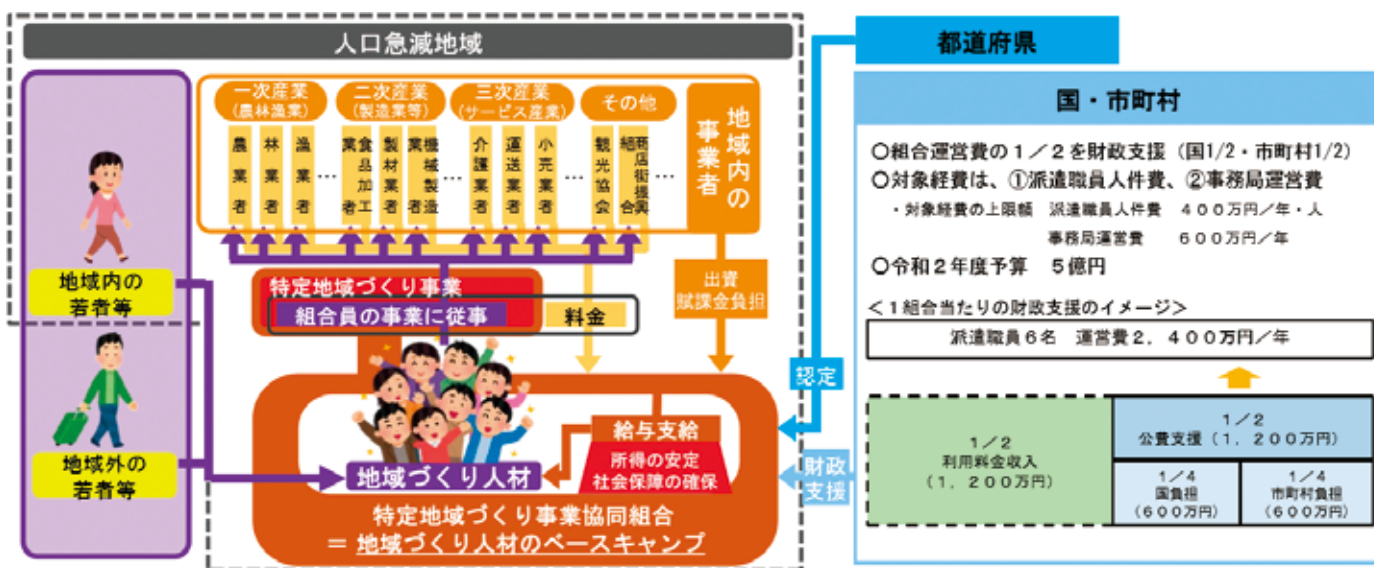 人口急減地域
都道府県
一次産業
(農林漁業)
二次産業
(製造業等)
三次産業
(サービス産業)
その他
農業者
林業者
漁業者
…
食品加工業者
製材業者
機械製造業者
…
介護業者
運送業者
小売業者
…
観光協会
商店街振興組合
…
地域内の
事業者
地域内の
若者等
地域外の
若者等
特定地域づくり事業
組合員の事業に従事
料金
出資
賦課金負担
認定
財政
支援
給与支給
所得の安定
社会保障の確保
地域づくり人材
特定地域づくり事業協同組合
= 地域づくり人材のベースキャンプ
国・市町村
○組合運営費の1/2を財政支援(国1/2・市町村1/2)
○対象経費は、①派遣職員人件費、②事務局運営費
・対象経費の上限額 派遣職員人件費 400万円/年・人
事務局運営費 600万円/年
○令和2年度予算 5億円
<1組合当たりの財政支援のイメージ>
派遣職員6名 運営費2,400万円/年
1/2
利用料金収入
(1,200万円)
1/2
公費支援(1,200万円)
1/4
国負担
(600万円)
1/4
市町村負担
(600万円)